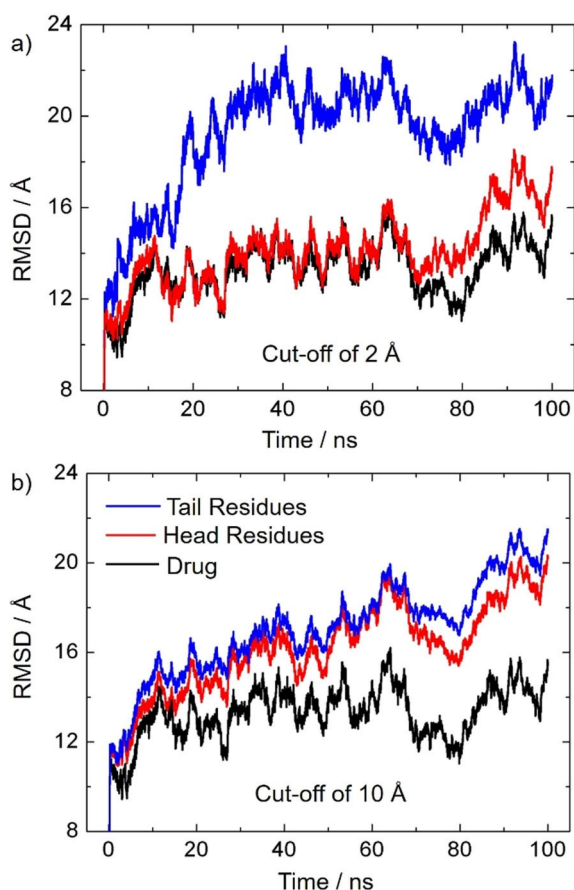 a)
24
20
16
12
8
RMSD / Å
Cut-off of 2 Å
0 20 40 60 80 100
Time / ns
b)
24
20
16
12
8
RMSD / Å
Tail Residues
Head Residues
Drug
Cut-off of 10 Å
0 20 40 60 80 100
Time / ns